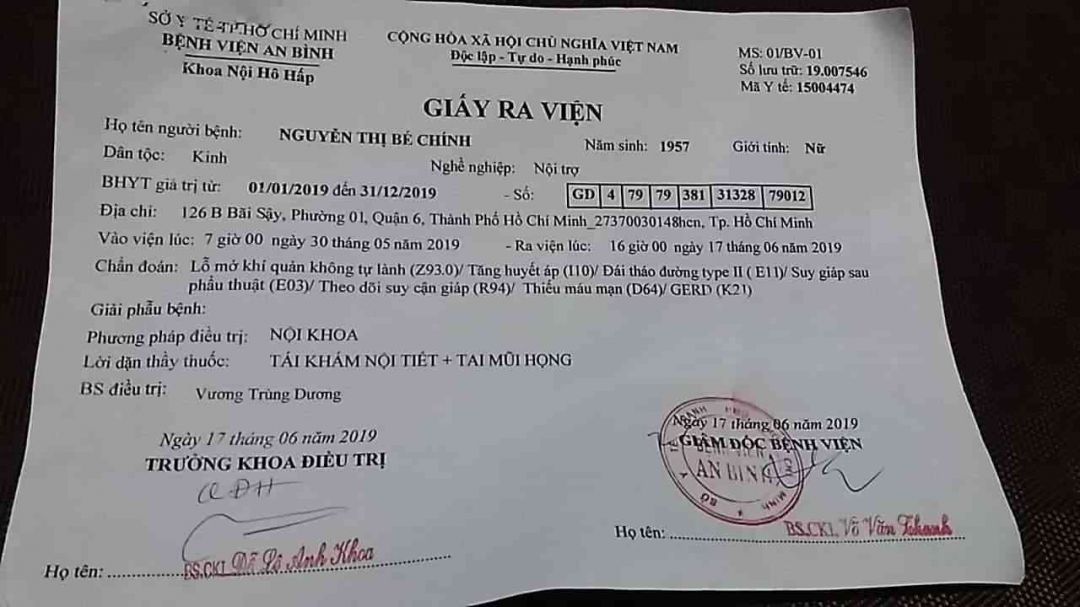 SỞ Y TẾ-TP.HỒ CHÍ MINH
BỆNH VIỆN AN BÌNH
Khoa Nội Hô Hấp
CỘNG HÒA XÃ HỘI CHỦ NGHĨA VIỆT NAM
Độc lập - Tự do - Hạnh phúc
MS: 01/BV-01
Số lưu trữ: 19.007546
Mã Y tế: 15004474
GIẤY RA VIỆN
Họ tên người bệnh: NGUYỄN THỊ BÉ CHÍNH Năm sinh: 1957 Giới tính: Nữ
Dân tộc: Kinh Nghề nghiệp: Nội trợ
BHYT giá trị từ: 01/01/2019 đến 31/12/2019 - Số: GD 4 79 79 381 31328 79012
Địa chỉ: 126 B Bãi Sậy, Phường 01, Quận 6, Thành Phố Hồ Chí Minh_27370030148hcn, Tp. Hồ Chí Minh
Vào viện lúc: 7 giờ 00 ngày 30 tháng 05 năm 2019 - Ra viện lúc: 16 giờ 00 ngày 17 tháng 06 năm 2019
Chẩn đoán: Lỗ mở khí quản không tự lành (Z93.0)/ Tăng huyết áp (I10)/ Đái tháo đường type II ( E11)/ Suy giáp sau
phẫu thuật (E03)/ Theo dõi suy cận giáp (R94)/ Thiếu máu mạn (D64)/ GERD (K21)
Giải phẫu bệnh:
Phương pháp điều trị: NỘI KHOA
Lời dặn thầy thuốc: TÁI KHÁM NỘI TIẾT + TAI MŨI HỌNG
BS điều trị: Vương Trùng Dương
Ngày 17 tháng 06 năm 2019
TRƯỞNG KHOA ĐIỀU TRỊ
Ngày 17 tháng 06 năm 2019
GIÁM ĐỐC BỆNH VIỆN
BỆNH VIỆN
AN BÌNH
Họ tên: BS.CKI. Đỗ Lê Anh Khoa
Họ tên: BS.CKI. Võ Văn Thanh